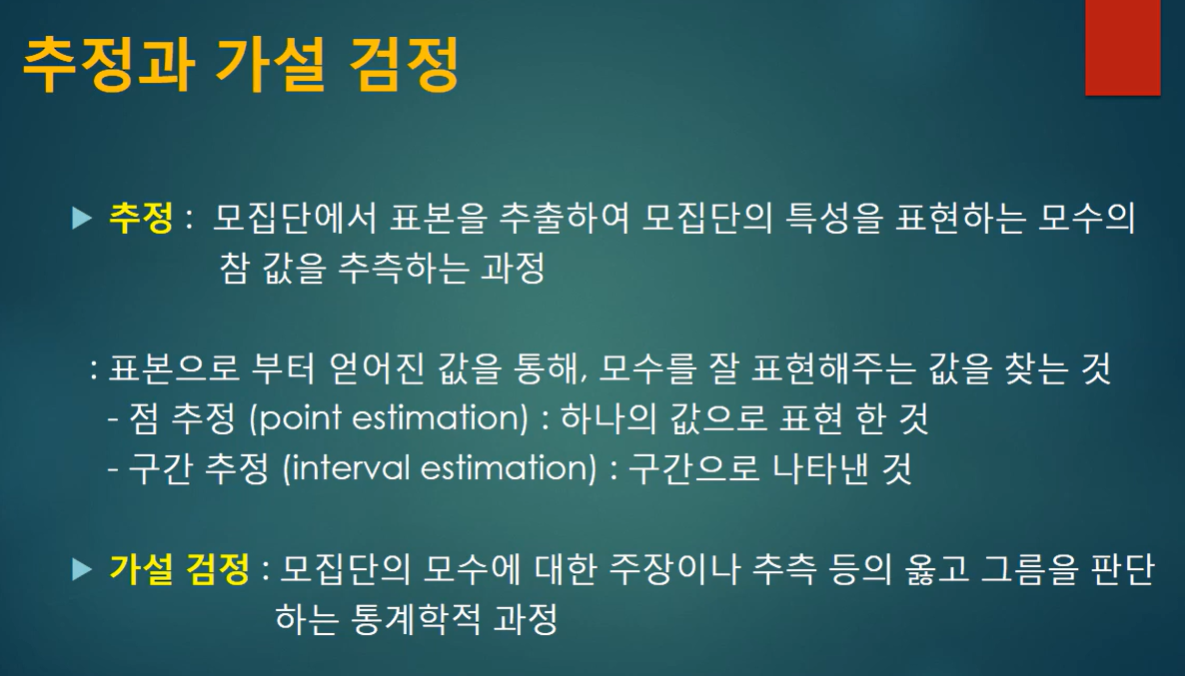 추정과 가설 검정
▶ 추정 : 모집단에서 표본을 추출하여 모집단의 특성을 표현하는 모수의
참 값을 추측하는 과정
: 표본으로 부터 얻어진 값을 통해, 모수를 잘 표현해주는 값을 찾는 것
- 점 추정 (point estimation) : 하나의 값으로 표현 한 것
- 구간 추정 (interval estimation) : 구간으로 나타낸 것
▶ 가설 검정 : 모집단의 모수에 대한 주장이나 추측 등의 옳고 그름을 판단
하는 통계학적 과정